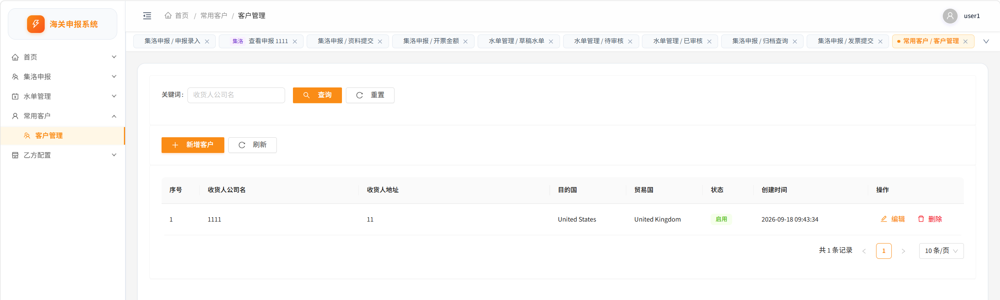 海关申报系统
首页 / 常用客户 / 客户管理
user1
集洛申报 / 申报录入
集洛 查看申报 1111
集洛申报 / 资料提交
集洛申报 / 开票金额
水单管理 / 草稿水单
水单管理 / 待审核
水单管理 / 已审核
集洛申报 / 归档查询
集洛申报 / 发票提交
常用客户 / 客户管理
首页
集洛申报
水单管理
常用客户
客户管理
乙方配置
关键词: 收货人公司名 查询 重置
新增客户 刷新
序号 收货人公司名 收货人地址 目的国 贸易国 状态 创建时间 操作
1 1111 11 United States United Kingdom 启用 2026-09-18 09:43:34 编辑 删除
共 1 条记录 1 10 条/页